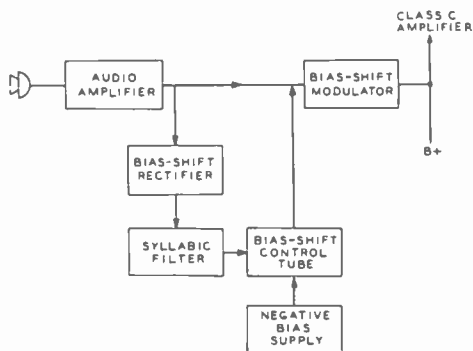 CLASS C
AMPLIFIER
AUDIO
AMPLIFIER
BIAS-SHIFT
MODULATOR
B+
BIAS-SHIFT
RECTIFIER
SYLLABIC
FILTER
BIAS-SHIFT
CONTROL
TUBE
NEGATIVE
BIAS
SUPPLY